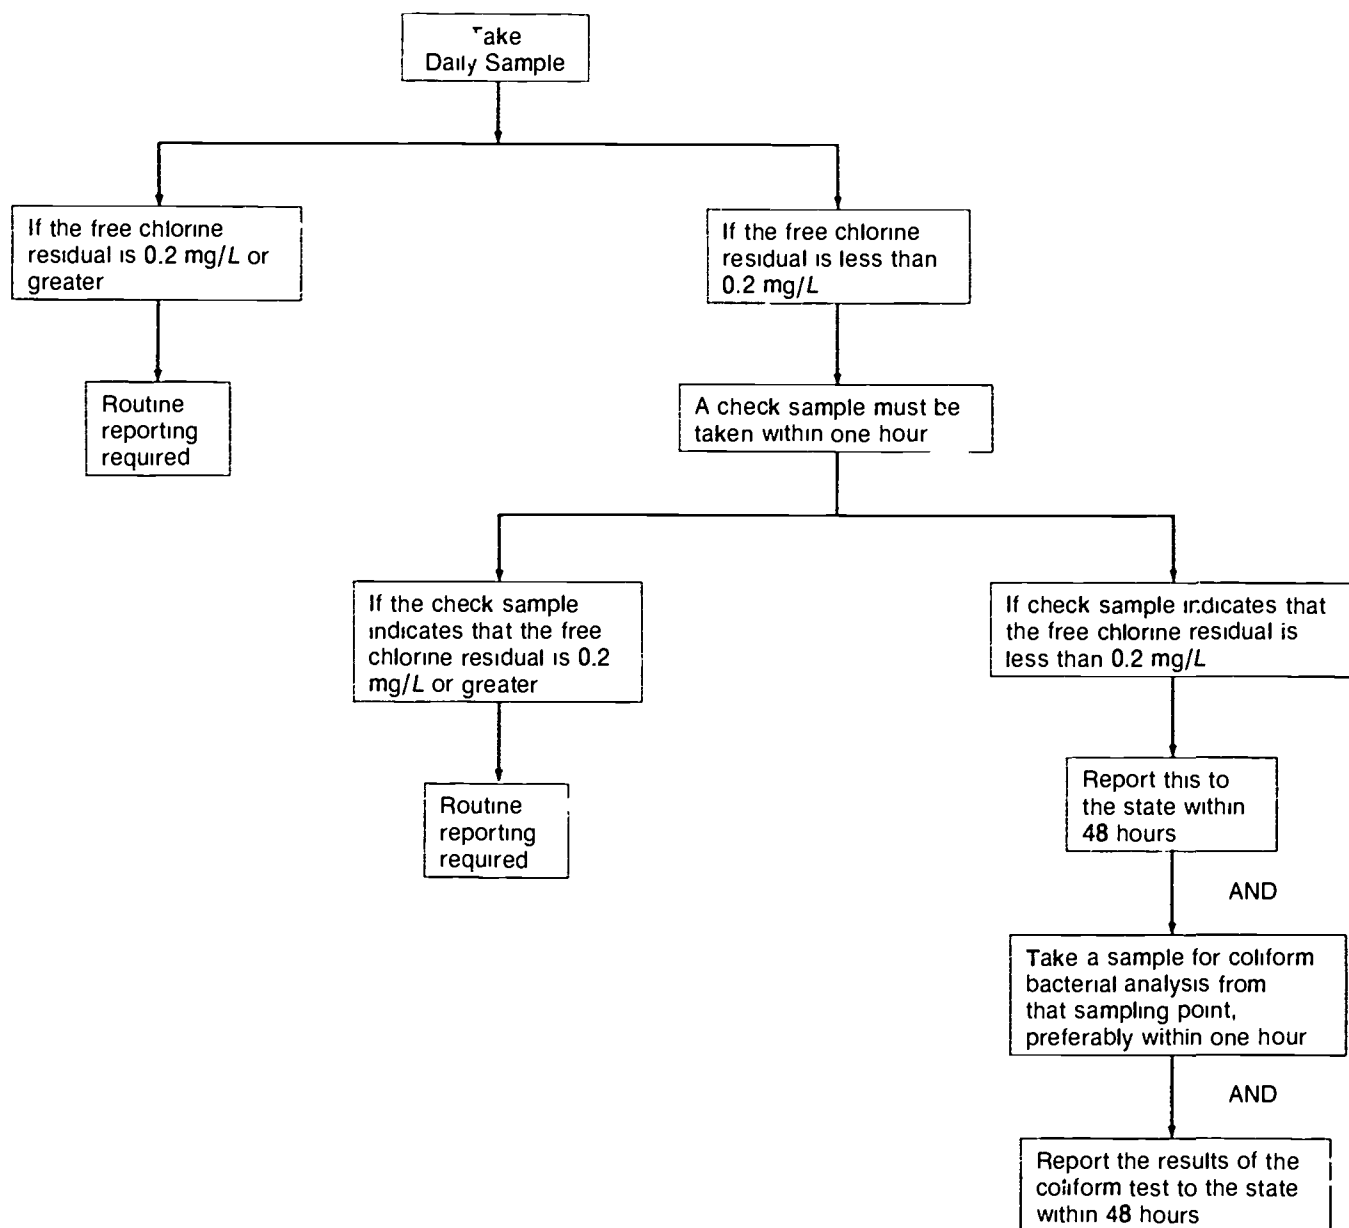 Take
Daily Sample
If the free chlorine
residual is 0.2 mg/L or
greater
If the free chlorine
residual is less than
0.2 mg/L
Routine
reporting
required
A check sample must be
taken within one hour
If the check sample
indicates that the free
chlorine residual is 0.2
mg/L or greater
If check sample indicates that
the free chlorine residual is
less than 0.2 mg/L
Routine
reporting
required
Report this to
the state within
48 hours
AND
Take a sample for coliform
bacterial analysis from
that sampling point,
preferably within one hour
AND
Report the results of the
coliform test to the state
within 48 hours